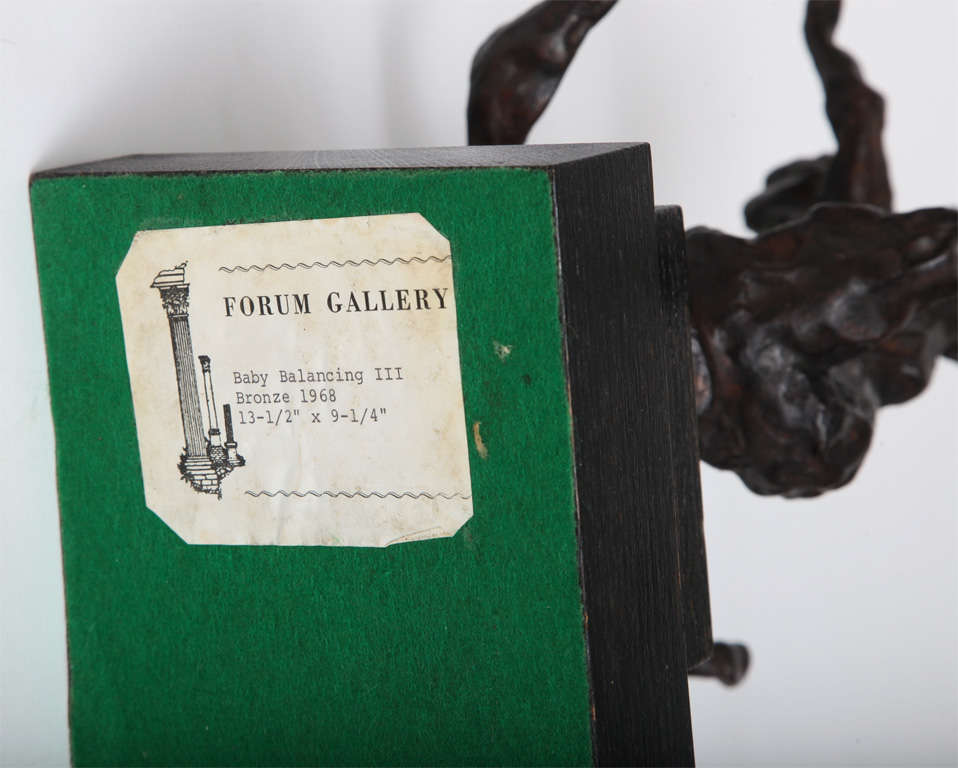 FORUM GALLERY
Baby Balancing III
Bronze 1968
13-1/2" x 9-1/4"